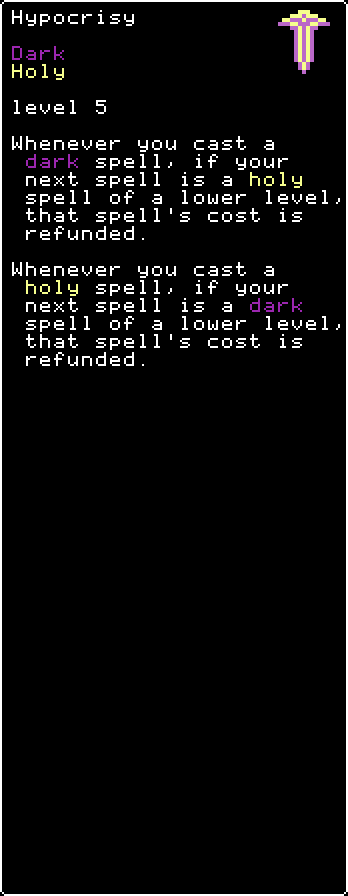 Hypocrisy
Dark
Holy
level 5
Whenever you cast a
dark spell, if your
next spell is a holy
spell of a lower level,
that spell's cost is
refunded.
Whenever you cast a
holy spell, if your
next spell is a dark
spell of a lower level,
that spell's cost is
refunded.